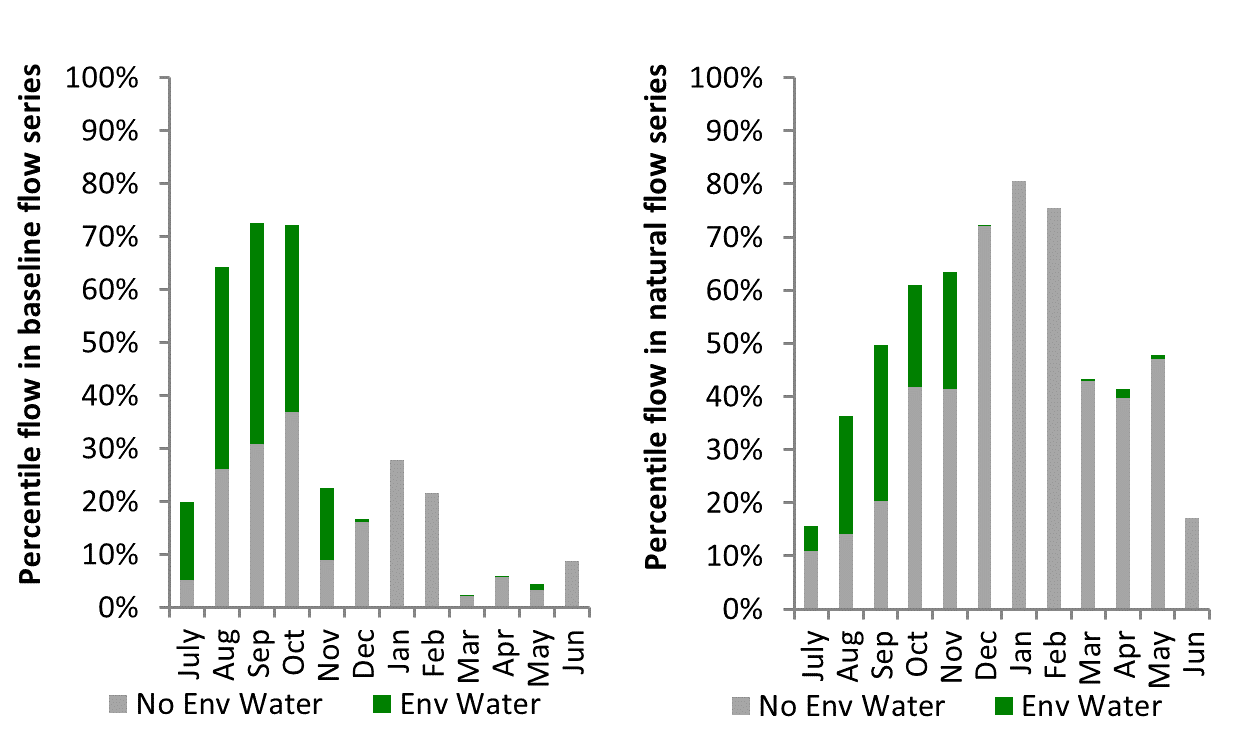 Percentile flow in baseline flow series
100%
90%
80%
70%
60%
50%
40%
30%
20%
10%
0%
July
Aug
Sep
Oct
Nov
Dec
Jan
Feb
Mar
Apr
May
Jun
No Env Water
Env Water
Percentile flow in natural flow series
100%
90%
80%
70%
60%
50%
40%
30%
20%
10%
0%
July
Aug
Sep
Oct
Nov
Dec
Jan
Feb
Mar
Apr
May
Jun
No Env Water
Env Water